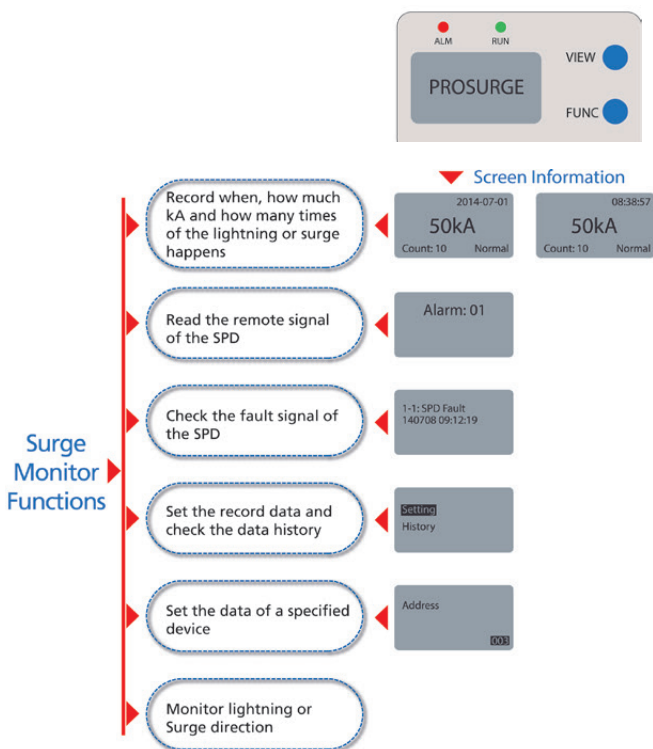 ALM RUN
VIEW
PROSURGE
FUNC
Screen Information
Record when, how much
kA and how many times
of the lightning or surge
happens
2014-07-01
50kA
Count: 10 Normal
08:38:57
50kA
Count: 10 Normal
Read the remote signal
of the SPD
Alarm: 01
Check the fault signal of
the SPD
1-1: SPD Fault
140708 09:12:19
Surge
Monitor
Functions
Set the record data and
check the data history
Setting
History
Set the data of a specified
device
Address
003
Monitor lightning or
Surge direction